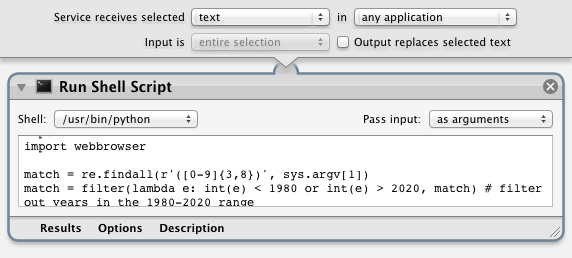 Service receives selected text in any application
Input is entire selection Output replaces selected text
Run Shell Script
Shell: /usr/bin/python Pass input: as arguments
import webbrowser
match = re.findall(r'([0-9]{3,8})', sys.argv[1])
match = filter(lambda e: int(e) < 1980 or int(e) > 2020, match) # filter
out years in the 1980-2020 range
Results Options Description